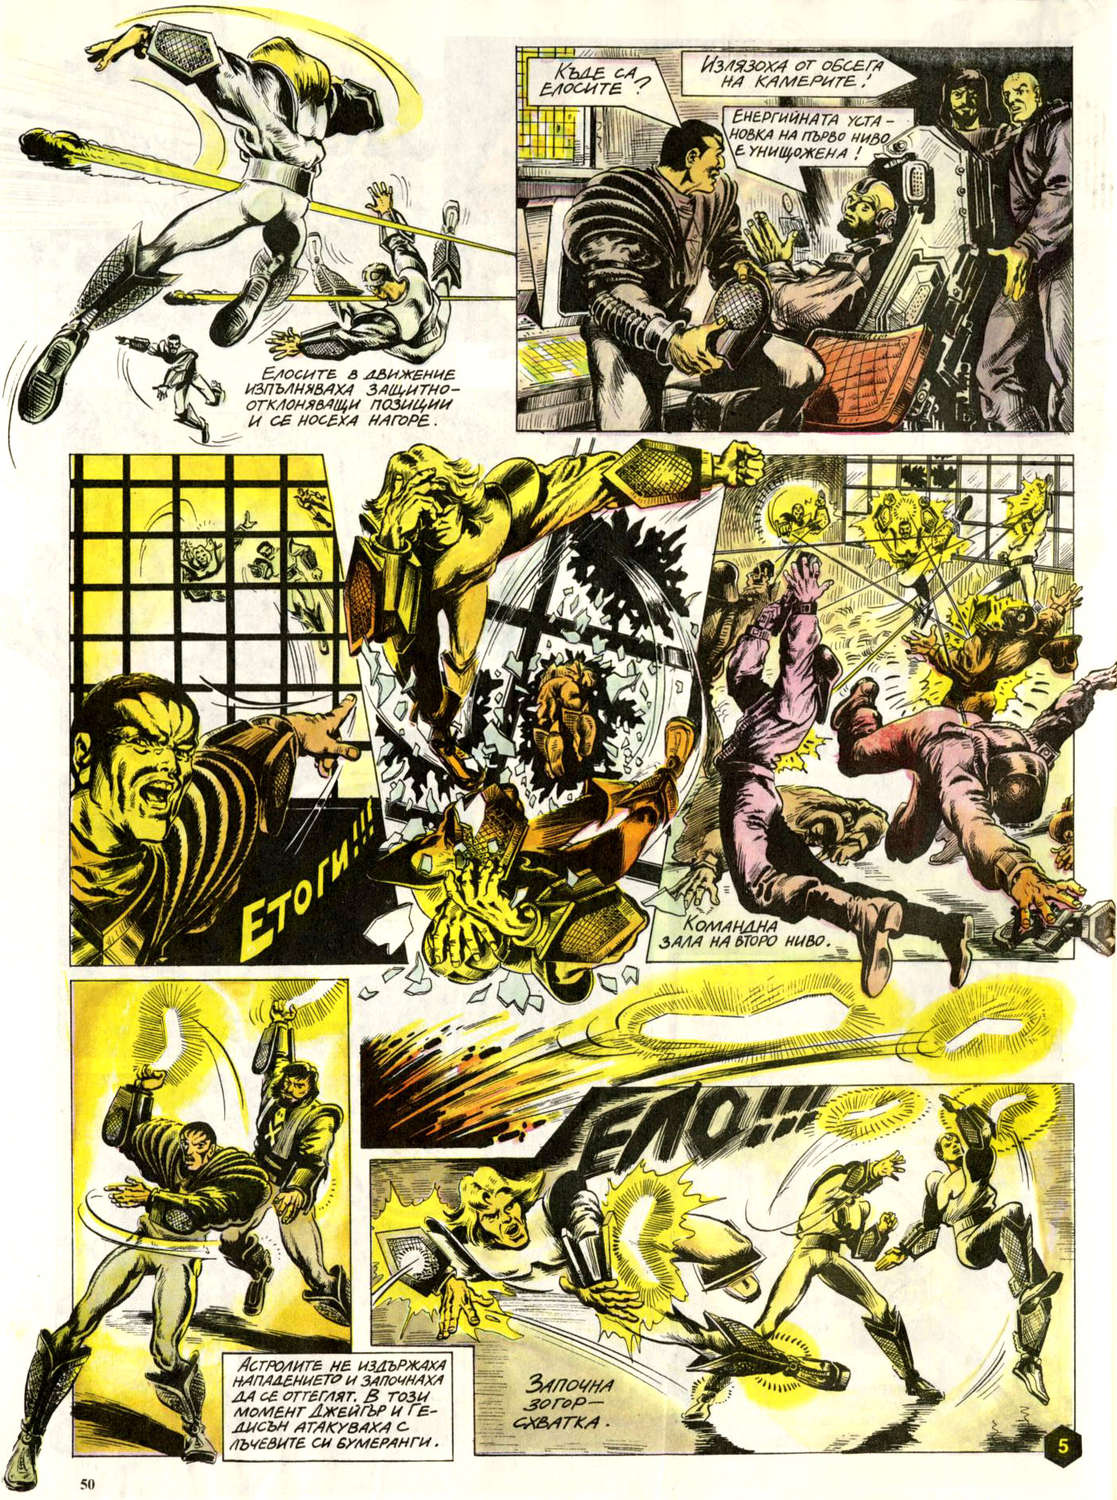 Елосите в движение
изпълняваха защитно-
отклоняващи позиции
и се носеха нагоре.
Къде са
елосите?
Излязоха от обсега
на камерите!
Енергийната уста-
новка на първо ниво
е унищожена!
Етоги!!!
Командна
зала на второ ниво.
Астролите не издържаха
нападението и започнаха
да се оттеглят. В този
момент Джейгър и Ге-
дисън атакуваха с
лъчевите си бумеранги.
Ело!!!
Започна
зогор-
схватка.
5
50